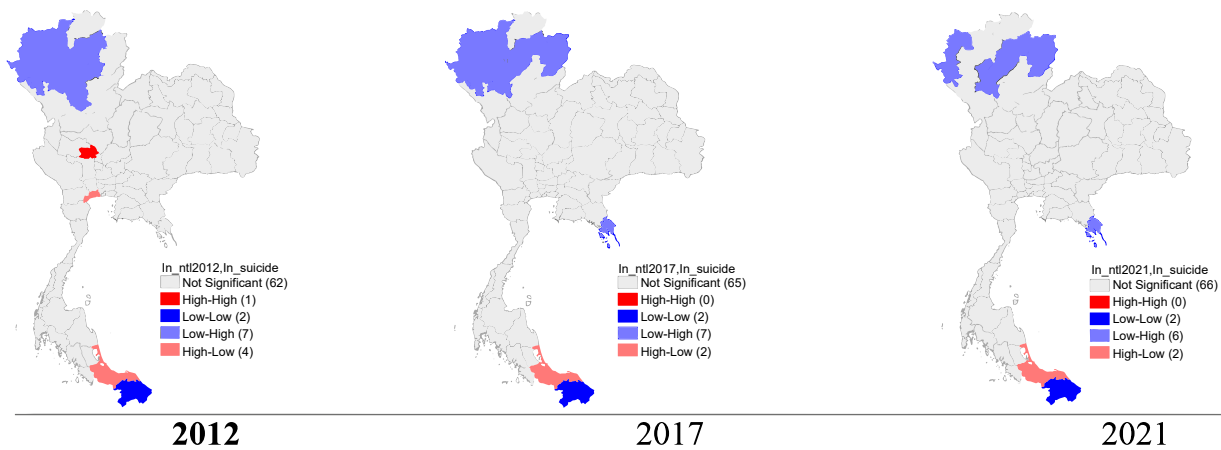 ln_ntl2012,ln_suicide
Not Significant (62)
High-High (1)
Low-Low (2)
Low-High (7)
High-Low (4)
ln_ntl2017,ln_suicide
Not Significant (65)
High-High (0)
Low-Low (2)
Low-High (7)
High-Low (2)
ln_ntl2021,ln_suicide
Not Significant (66)
High-High (0)
Low-Low (2)
Low-High (6)
High-Low (2)
2012
2017
2021